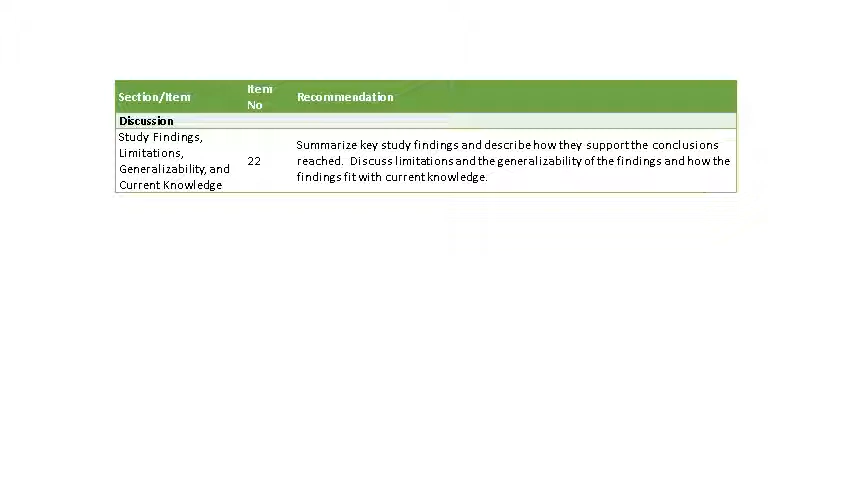 Section/Item
Item
No
Recommendation
Discussion
Study Findings,
Limitations,
Generalizability, and
Current Knowledge
22
Summarize key study findings and describe how they support the conclusions
reached. Discuss limitations and the generalizability of the findings and how the
findings fit with current knowledge.